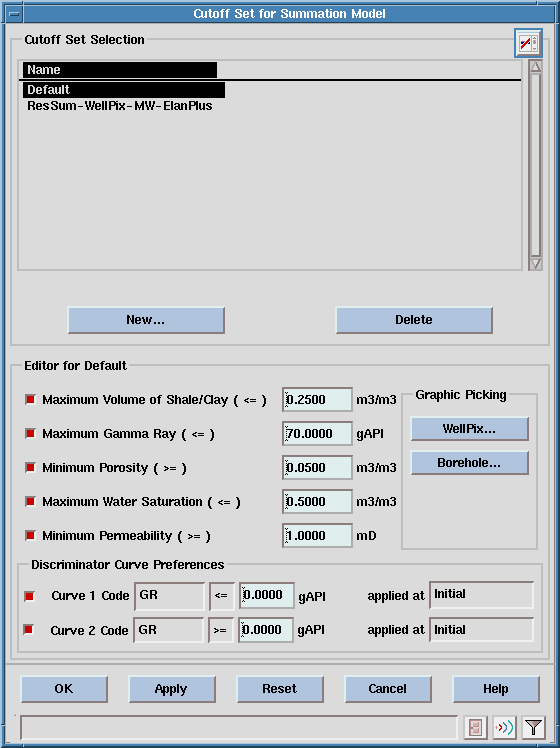 Cutoff Set for Summation Model
Cutoff Set Selection
Name
Default
ResSum-WellPix-MW-ElanPlus
New... Delete
Editor for Default
Maximum Volume of Shale/Clay ( <= ) 0.2500 m3/m3
Maximum Gamma Ray ( <= ) 70.0000 gAPI
Minimum Porosity ( >= ) 0.0500 m3/m3
Maximum Water Saturation ( <= ) 0.5000 m3/m3
Minimum Permeability ( >= ) 1.0000 mD
Graphic Picking
WellPix...
Borehole...
Discriminator Curve Preferences
Curve 1 Code GR <= 0.0000 gAPI applied at Initial
Curve 2 Code GR >= 0.0000 gAPI applied at Initial
OK Apply Reset Cancel Help